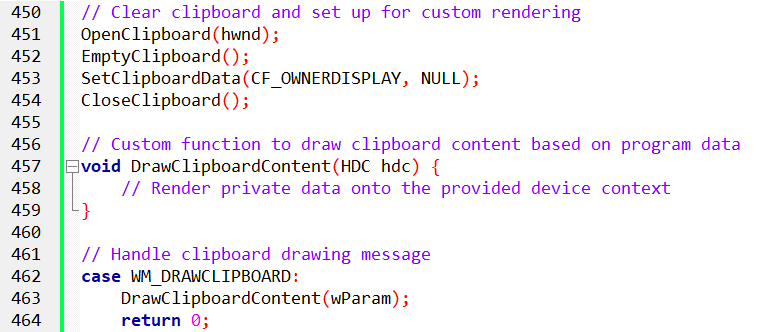 450 // Clear clipboard and set up for custom rendering
451 OpenClipboard(hwnd);
452 EmptyClipboard();
453 SetClipboardData(CF_OWNERDISPLAY, NULL);
454 CloseClipboard();
455
456 // Custom function to draw clipboard content based on program data
457 void DrawClipboardContent(HDC hdc) {
458     // Render private data onto the provided device context
459 }
460
461 // Handle clipboard drawing message
462 case WM_DRAWCLIPBOARD:
463     DrawClipboardContent(wParam);
464     return 0;